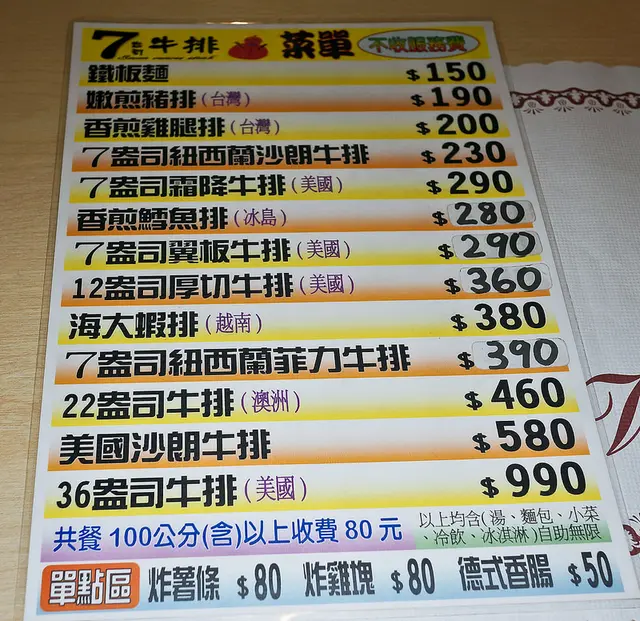 7盎司牛排 菜單 不收服務費
鐵板麵 $150
嫩煎豬排(台灣) $190
香煎雞腿排(台灣) $200
7盎司紐西蘭沙朗牛排 $230
7盎司霜降牛排(美國) $290
香煎鱈魚排(冰島) $280
7盎司翼板牛排(美國) $290
12盎司厚切牛排(美國) $360
海大蝦排(越南) $380
7盎司紐西蘭菲力牛排 $390
22盎司牛排(澳洲) $460
美國沙朗牛排 $580
36盎司牛排(美國) $990
共餐 100公分(含)以上收費 80 元
以上均含(湯、麵包、小菜
、冷飲、冰淇淋)自助無限
單點區 炸薯條 $80 炸雞塊 $80 德式香腸 $50